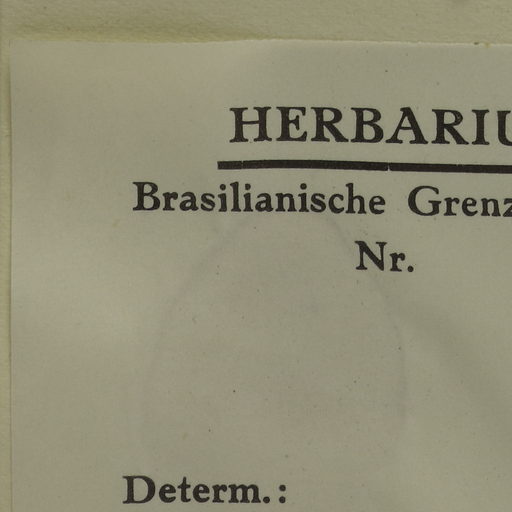 HERBARIU
Brasilianische Grenz
Nr.
Determ.: